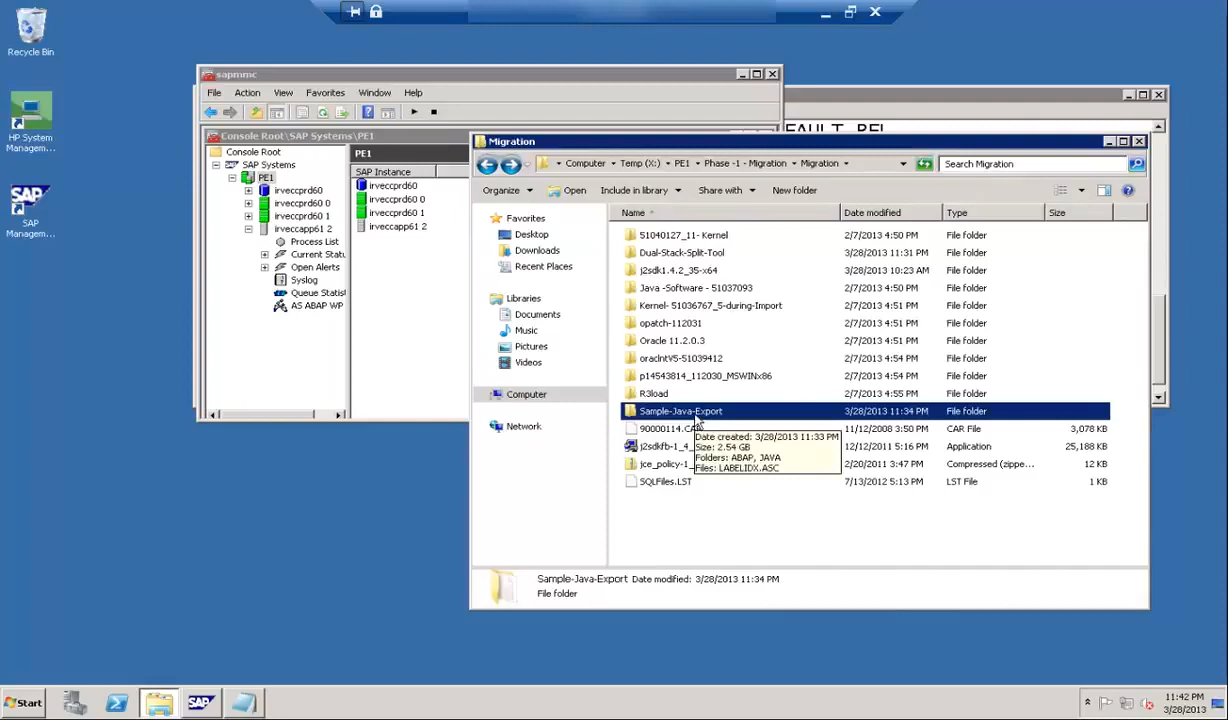 Recycle Bin
HP System
Managem...
SAP
Managem...
sapmmc
File Action View Favorites Window Help
Console Root\SAP Systems\PE1
Console Root
SAP Systems
PE1
irveccprd60
irveccprd60 0
irveccprd60 1
irveccapp61 2
Process List
Current Statu
Open Alerts
Syslog
Queue Statist
AS ABAP WP
PE1
SAP Instance
irveccprd60
irveccprd60 0
irveccprd60 1
irveccapp61 2
Migration
Computer Temp (X:) PE1 Phase -1 - Migration Migration
Search Migration
Organize Open Include in library Share with New folder
Favorites
Desktop
Downloads
Recent Places
Libraries
Documents
Music
Pictures
Videos
Computer
Network
Name Date modified Type Size
51040127_11- Kernel 2/7/2013 4:50 PM File folder
Dual-Stack-Split-Tool 3/28/2013 11:31 PM File folder
j2sdk1.4.2_35-x64 3/28/2013 10:23 AM File folder
Java -Software - 51037093 2/7/2013 4:50 PM File folder
Kernel- 51036767_5-during-Import 2/7/2013 4:51 PM File folder
opatch-112031 2/7/2013 4:51 PM File folder
Oracle 11.2.0.3 2/7/2013 4:51 PM File folder
oraclntV5-51039412 2/7/2013 4:54 PM File folder
p14543814_112030_MSWINx86 2/7/2013 4:54 PM File folder
R3load 2/7/2013 4:55 PM File folder
Sample-Java-Export 3/28/2013 11:34 PM File folder
90000114.CAR 11/12/2008 3:50 PM CAR File 3,078 KB
j2sdkfb-1_4_ 12/12/2011 5:16 PM Application 25,188 KB
jce_policy-1_ 2/20/2011 3:47 PM Compressed (zippe... 12 KB
SQLFiles.LST 7/13/2012 5:13 PM LST File 1 KB
Date created: 3/28/2013 11:33 PM
Size: 2.54 GB
Folders: ABAP, JAVA
Files: LABELIDX.ASC
Sample-Java-Export Date modified: 3/28/2013 11:34 PM
File folder
Start
SAP
11:42 PM
3/28/2013